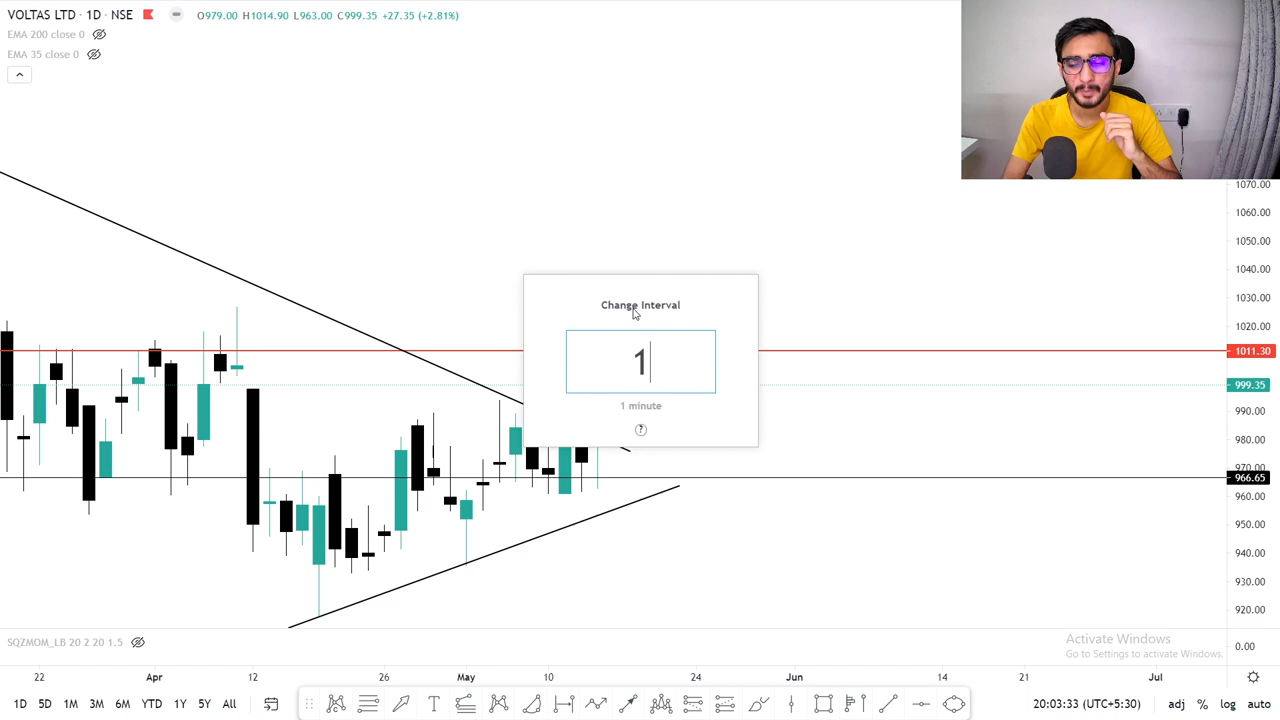 VOLTAS LTD · 1D · NSE O979.00 H1014.90 L963.00 C999.35 +27.35 (+2.81%)
EMA 200 close 0
EMA 35 close 0
1070.00
1060.00
1050.00
1040.00
1030.00
1020.00
1011.30
999.35
990.00
980.00
970.00
966.65
960.00
950.00
940.00
930.00
920.00
Change Interval
1
1 minute
?
SQZMOM_LB 20 2 20 1.5
0.00
Activate Windows
Go to Settings to activate Windows.
22 Apr 12 26 May 10 24 Jun 14 21 Jul
1D 5D 1M 3M 6M YTD 1Y 5Y All
20:03:33 (UTC+5:30) adj % log auto